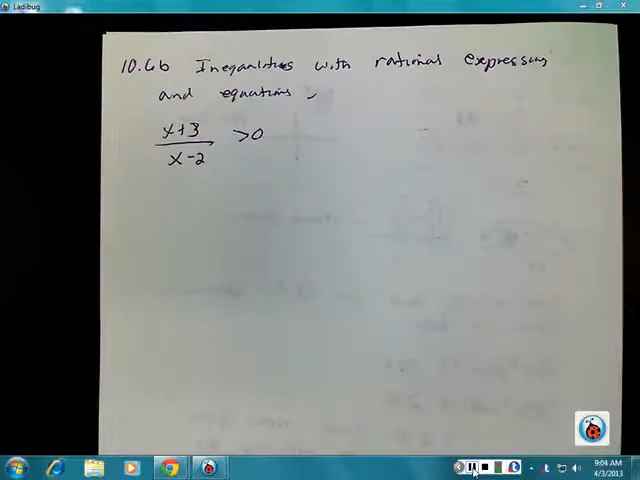 Ladibug
10.6b Inequalities with rational expressions
and equations.
x+3
x-2
>0
9:04 AM
4/3/2013